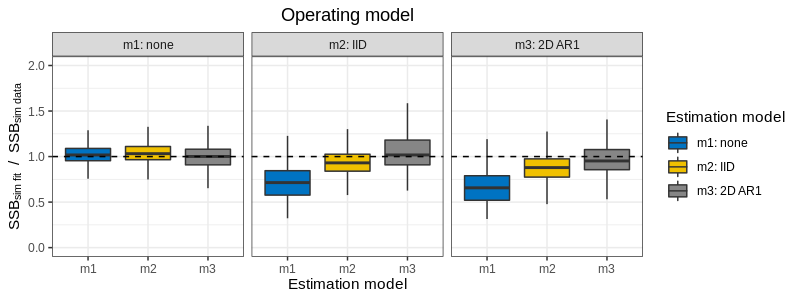 Operating model
m1: none
m2: IID
m3: 2D AR1
SSBsim fit / SSBsim data
2.0
1.5
1.0
0.5
0.0
m1 m2 m3
m1 m2 m3
m1 m2 m3
Estimation model
Estimation model
m1: none
m2: IID
m3: 2D AR1